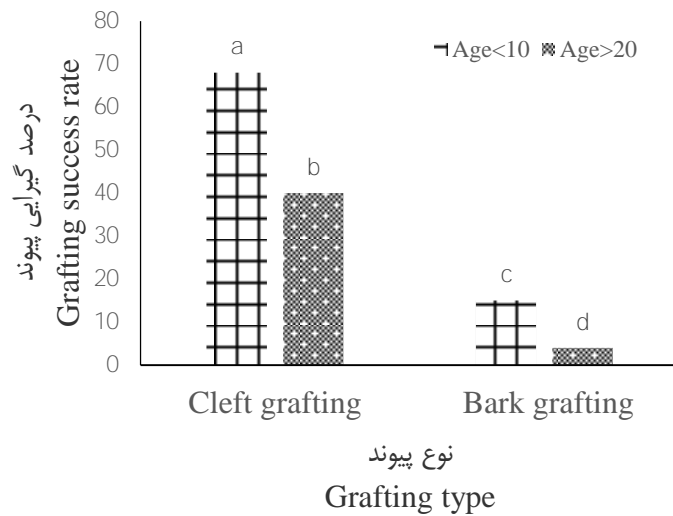 80
70
60
50
40
30
20
10
0
درصد گیرایی پیوند
Grafting success rate
a
b
c
d
Age<10 Age>20
Cleft grafting Bark grafting
نوع پیوند
Grafting type